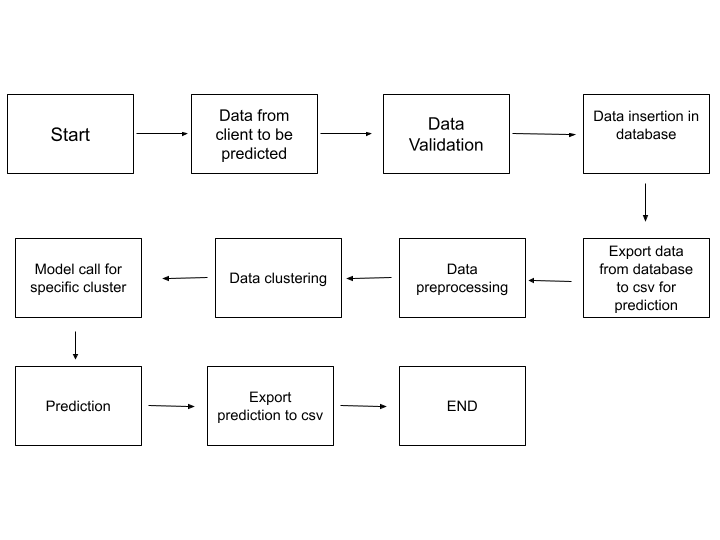 Start
Data from
client to be
predicted
Data
Validation
Data insertion in
database
Export data
from database
to csv for
prediction
Data
preprocessing
Data clustering
Model call for
specific cluster
Prediction
Export
prediction to csv
END